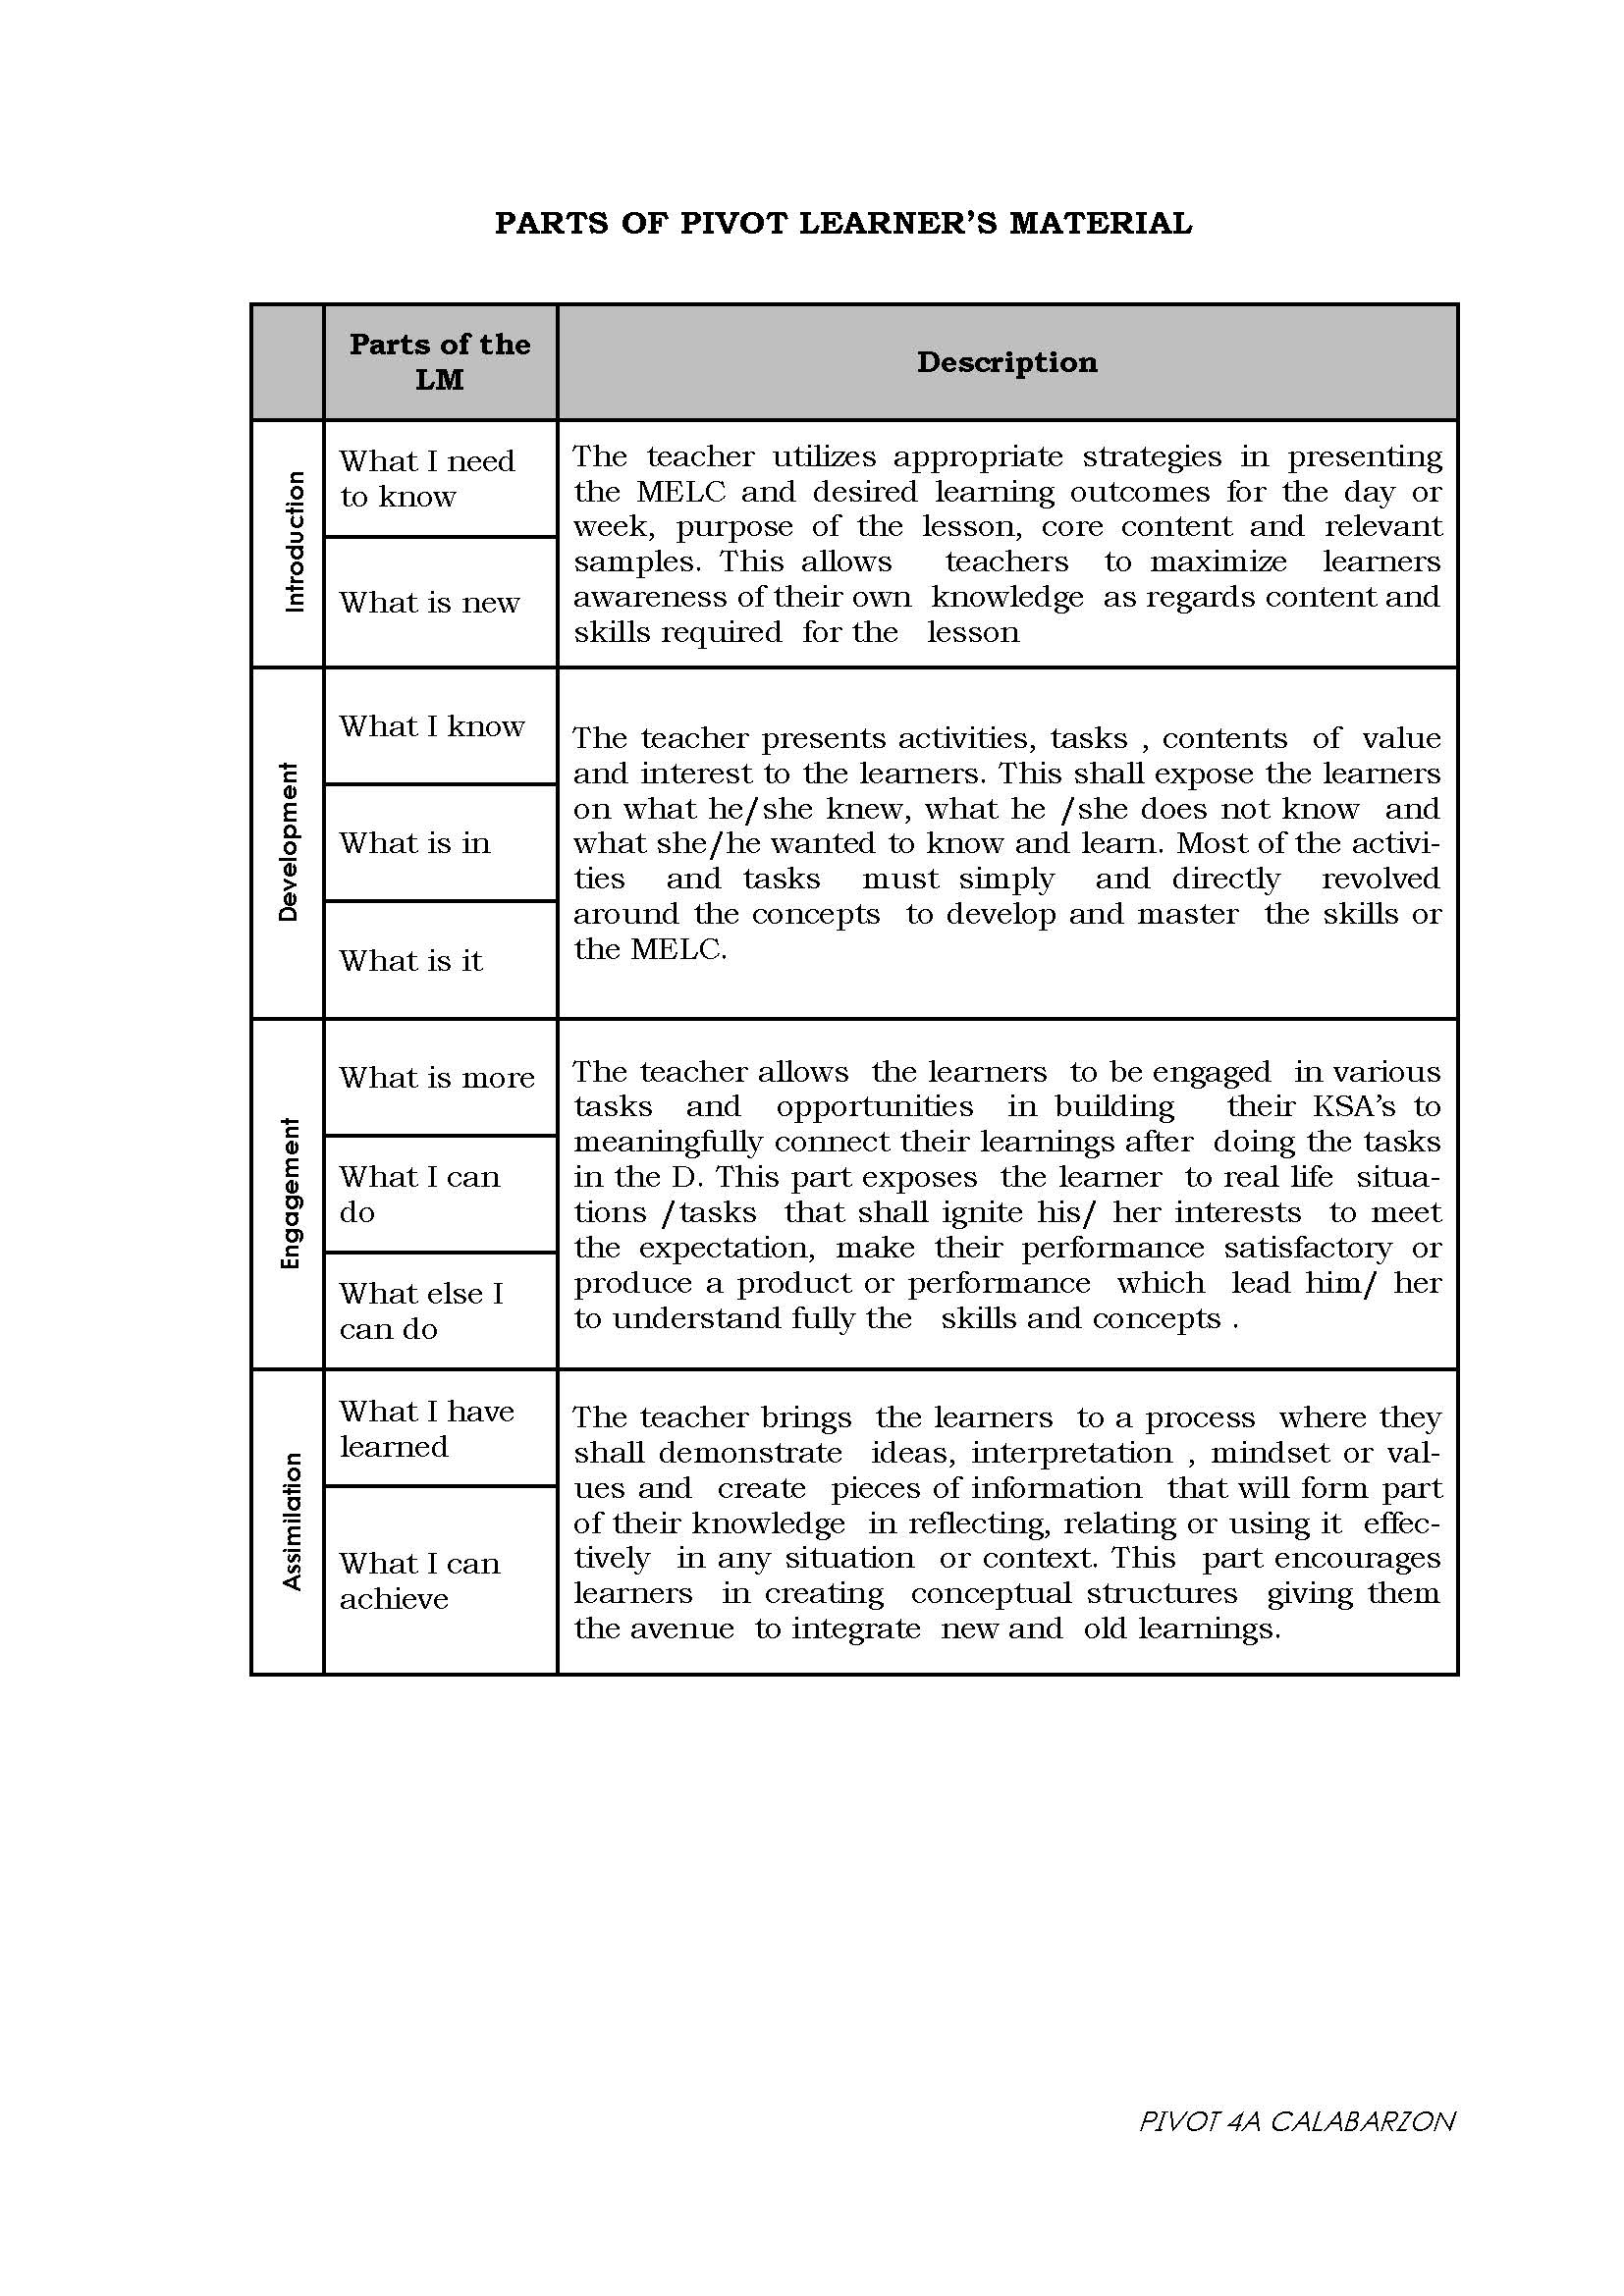 PARTS OF PIVOT LEARNER’S MATERIAL
Parts of the
LM
Description
Introduction
What I need
to know
What is new
The teacher utilizes appropriate strategies in presenting
the MELC and desired learning outcomes for the day or
week, purpose of the lesson, core content and relevant
samples. This allows teachers to maximize learners
awareness of their own knowledge as regards content and
skills required for the lesson
Development
What I know
What is in
What is it
The teacher presents activities, tasks , contents of value
and interest to the learners. This shall expose the learners
on what he/she knew, what he /she does not know and
what she/he wanted to know and learn. Most of the activi-
ties and tasks must simply and directly revolved
around the concepts to develop and master the skills or
the MELC.
Engagement
What is more
What I can
do
What else I
can do
The teacher allows the learners to be engaged in various
tasks and opportunities in building their KSA’s to
meaningfully connect their learnings after doing the tasks
in the D. This part exposes the learner to real life situa-
tions /tasks that shall ignite his/ her interests to meet
the expectation, make their performance satisfactory or
produce a product or performance which lead him/ her
to understand fully the skills and concepts .
Assimilation
What I have
learned
What I can
achieve
The teacher brings the learners to a process where they
shall demonstrate ideas, interpretation , mindset or val-
ues and create pieces of information that will form part
of their knowledge in reflecting, relating or using it effec-
tively in any situation or context. This part encourages
learners in creating conceptual structures giving them
the avenue to integrate new and old learnings.
PIVOT 4A CALABARZON